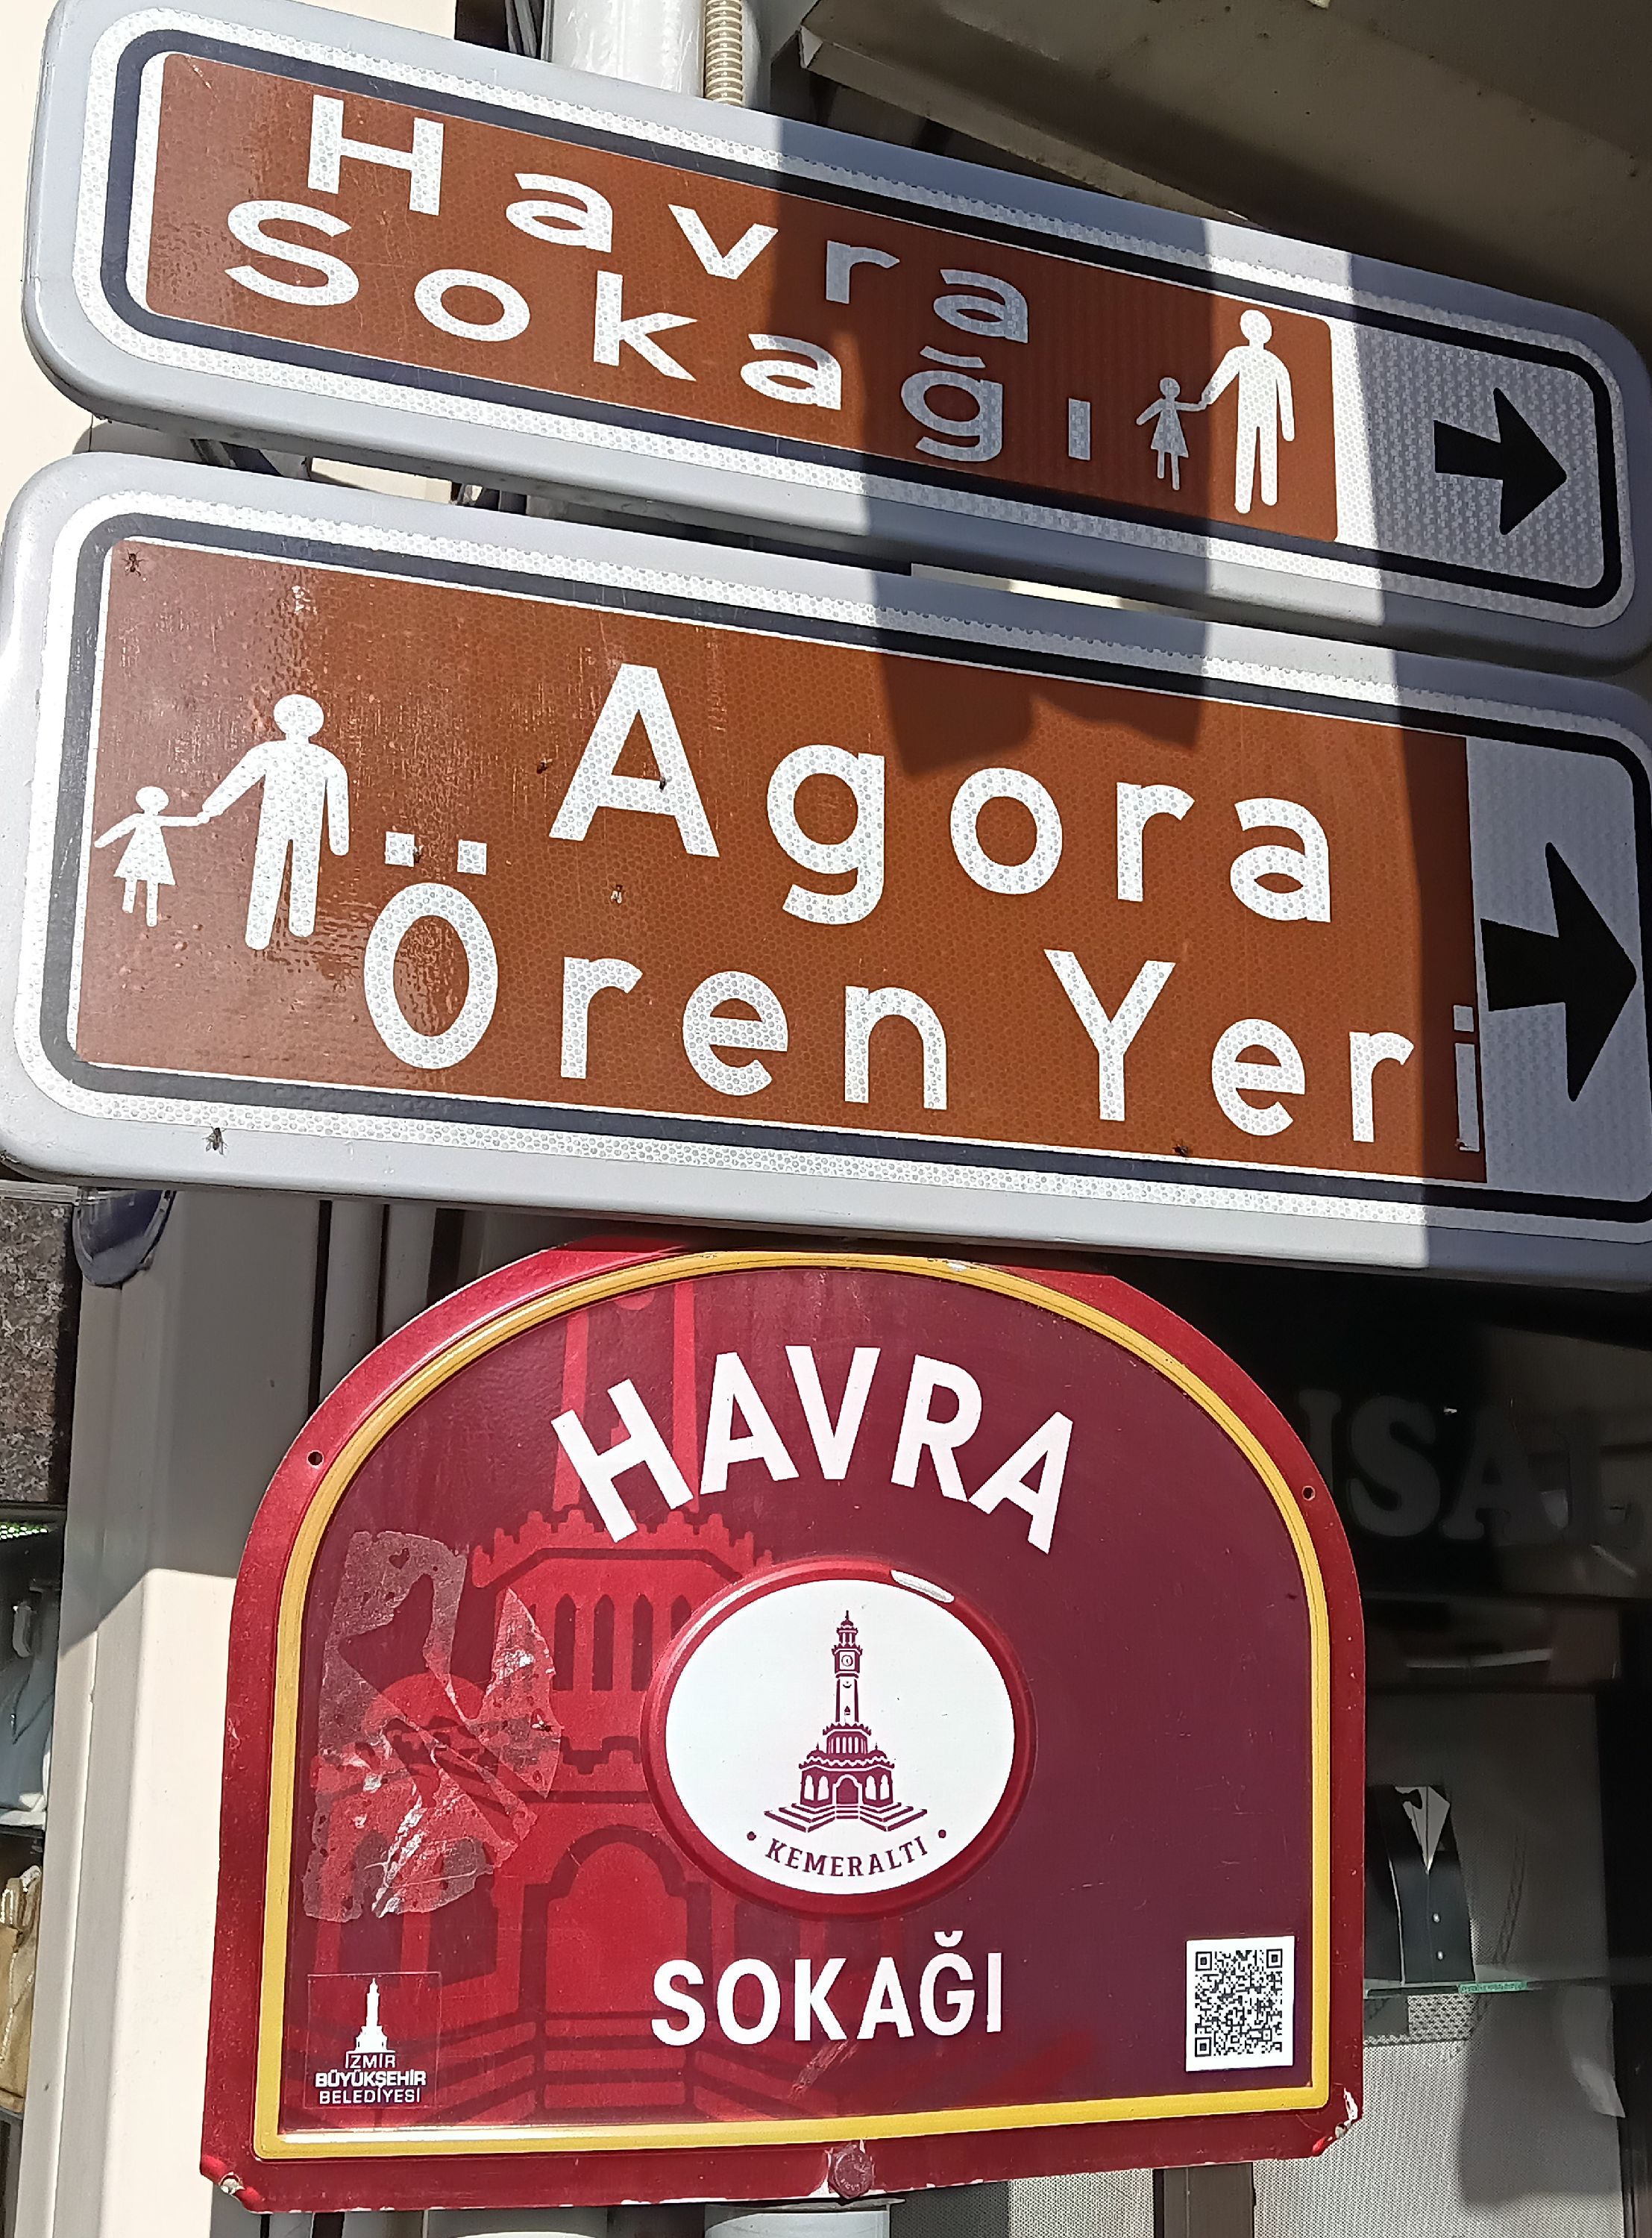 Havra
Sokağı
Agora
Ören Yeri
HAVRA
• KEMERALTI •
SOKAĞI
İZMİR
BÜYÜKŞEHİR
BELEDİYESİ